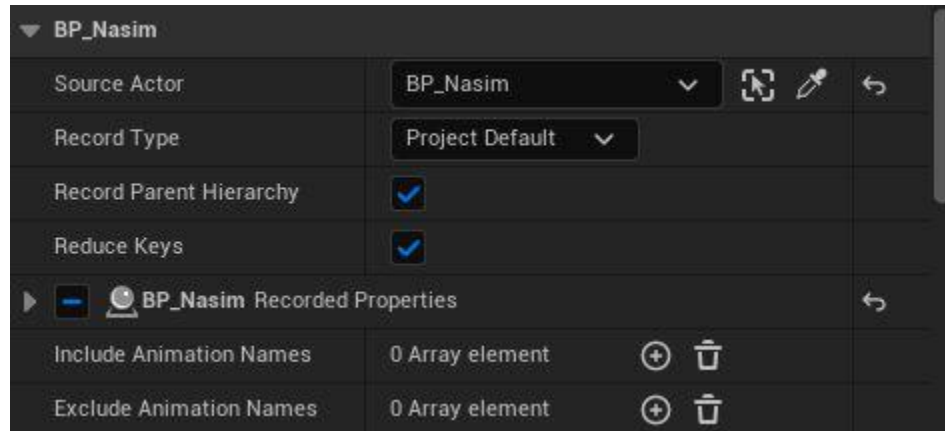 BP_Nasim
Source Actor BP_Nasim
Record Type Project Default
Record Parent Hierarchy
Reduce Keys
BP_Nasim Recorded Properties
Include Animation Names 0 Array element
Exclude Animation Names 0 Array element